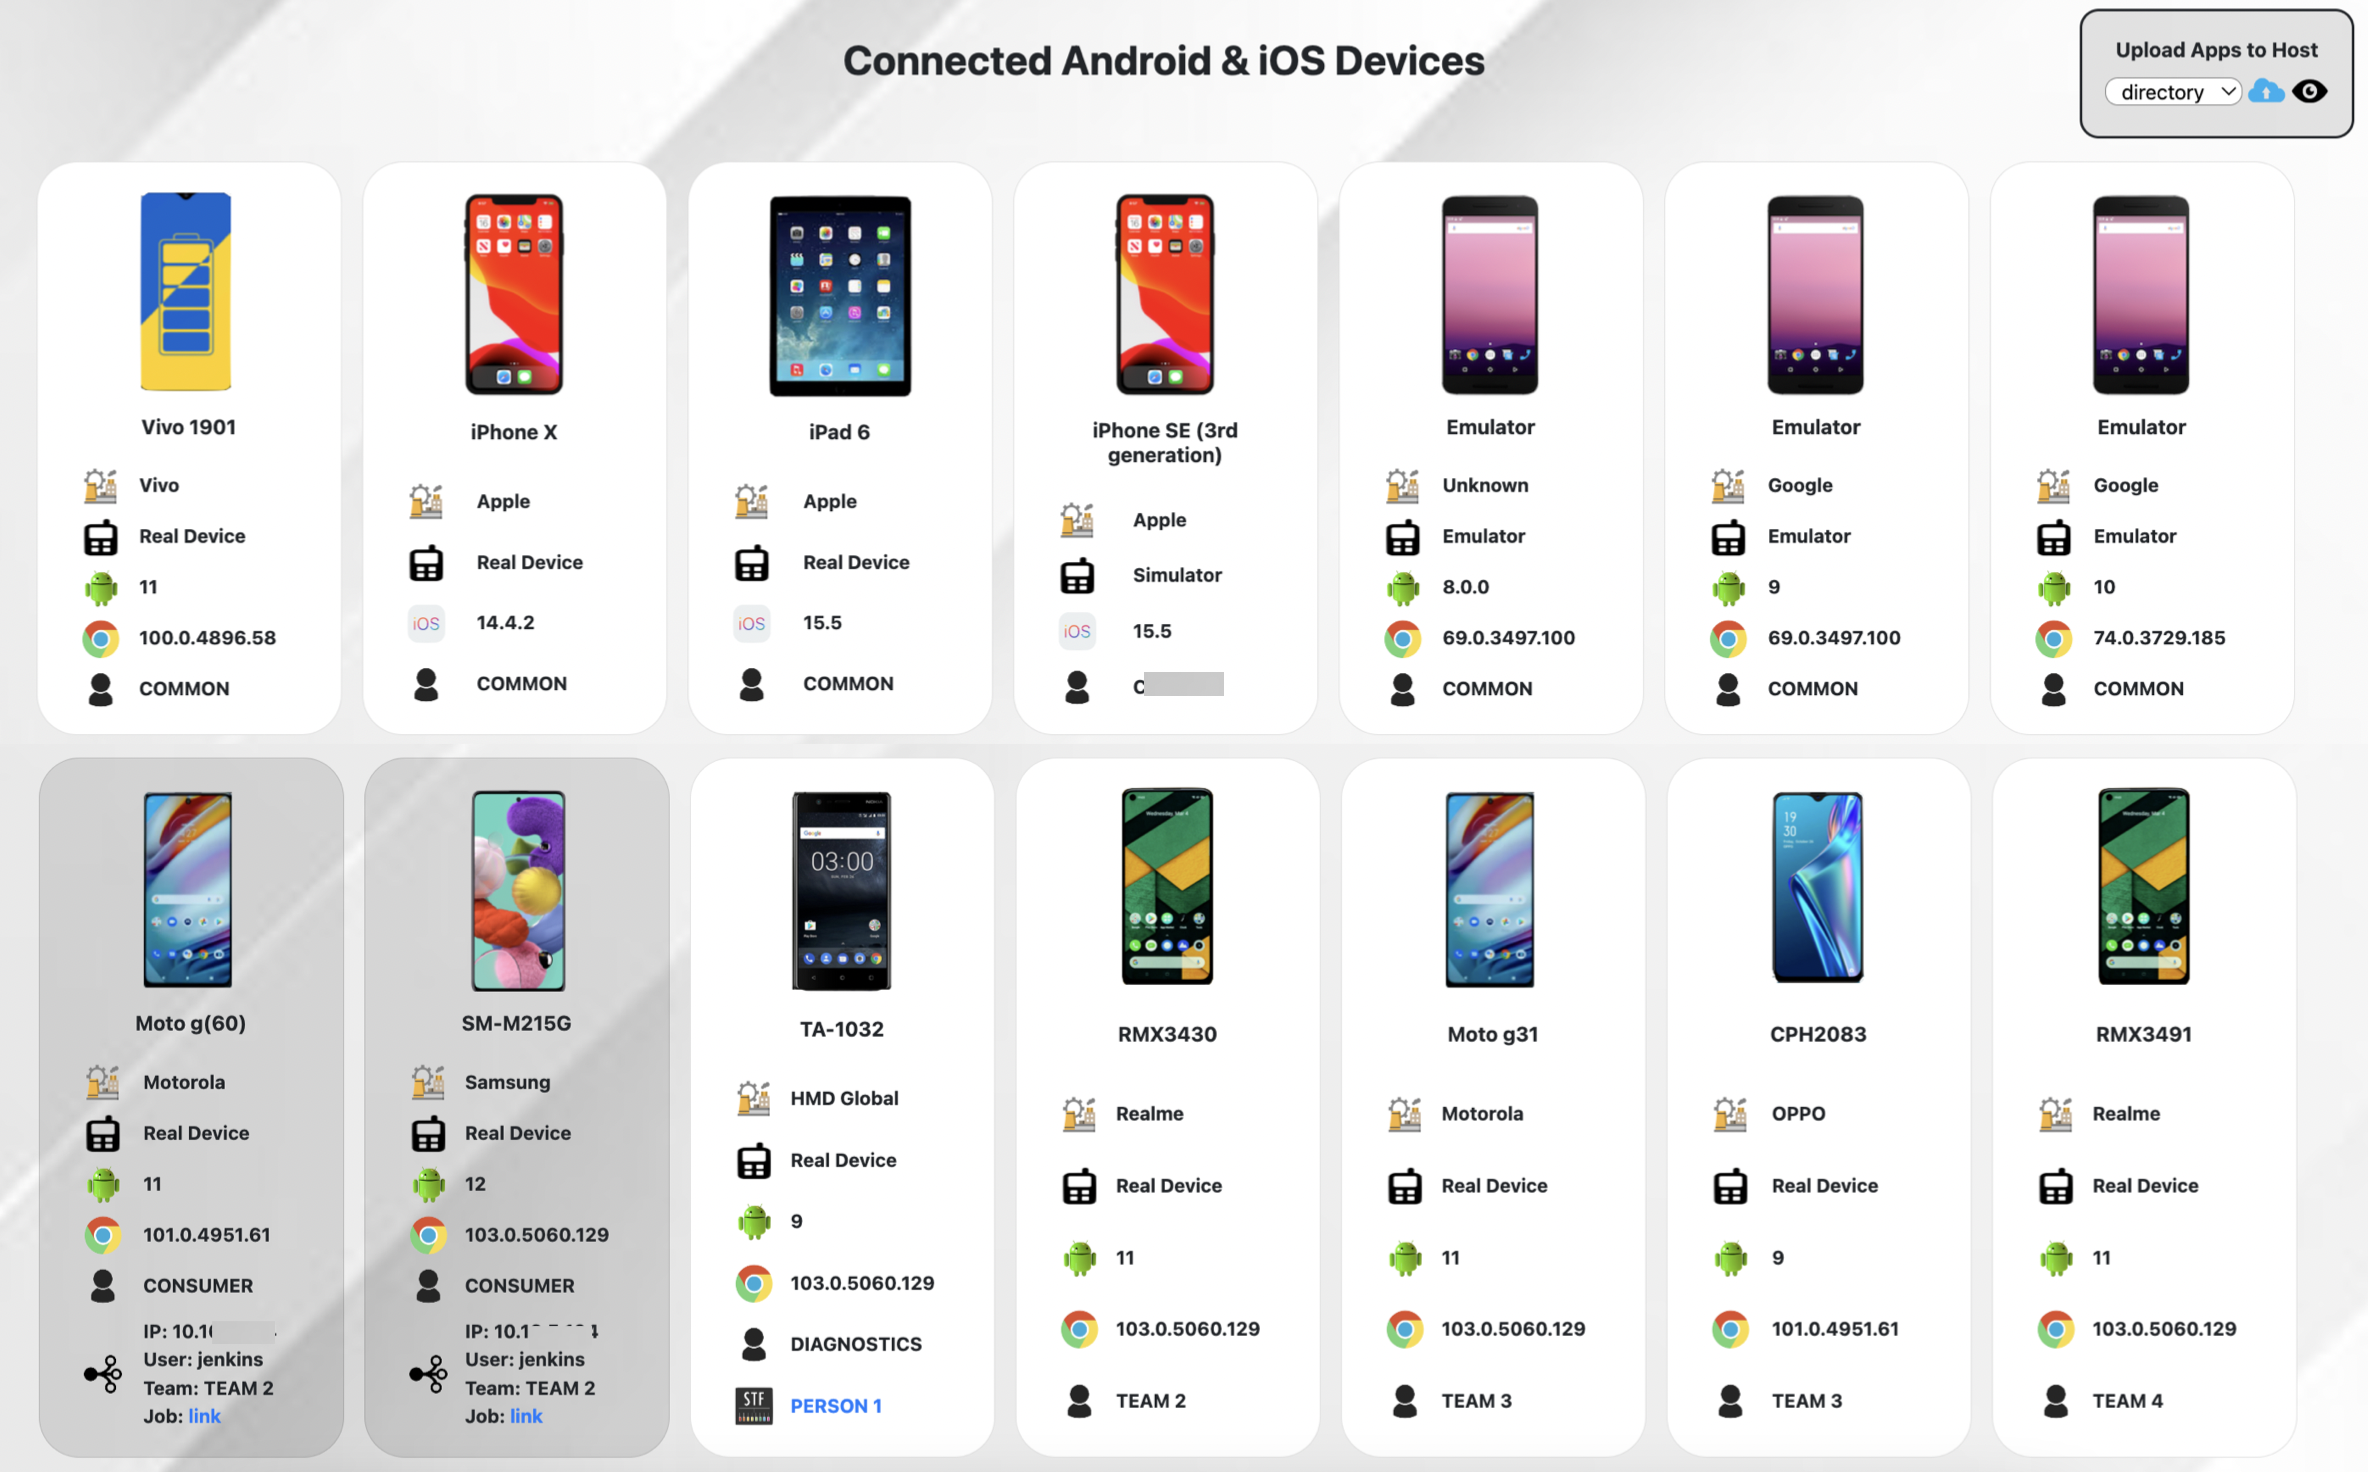 Connected Android & iOS Devices
Upload Apps to Host
directory
Vivo 1901
Vivo
Real Device
11
100.0.4896.58
COMMON
iPhone X
Apple
Real Device
iOS
14.4.2
COMMON
iPad 6
Apple
Real Device
iOS
15.5
COMMON
iPhone SE (3rd
generation)
Apple
Simulator
iOS
15.5
Emulator
Unknown
Emulator
8.0.0
69.0.3497.100
COMMON
Emulator
Google
Emulator
9
69.0.3497.100
COMMON
Emulator
Google
Emulator
10
74.0.3729.185
COMMON
Moto g(60)
Motorola
Real Device
11
101.0.4951.61
CONSUMER
IP:
User: jenkins
Team: TEAM 2
Job: link
SM-M215G
Samsung
Real Device
12
103.0.5060.129
CONSUMER
IP:
User: jenkins
Team: TEAM 2
Job: link
Google
03:00
TA-1032
HMD Global
Real Device
9
103.0.5060.129
DIAGNOSTICS
STF
PERSON 1
RMX3430
Realme
Real Device
11
103.0.5060.129
TEAM 2
Moto g31
Motorola
Real Device
11
103.0.5060.129
TEAM 3
19
30
CPH2083
OPPO
Real Device
9
101.0.4951.61
TEAM 3
RMX3491
Realme
Real Device
11
103.0.5060.129
TEAM 4